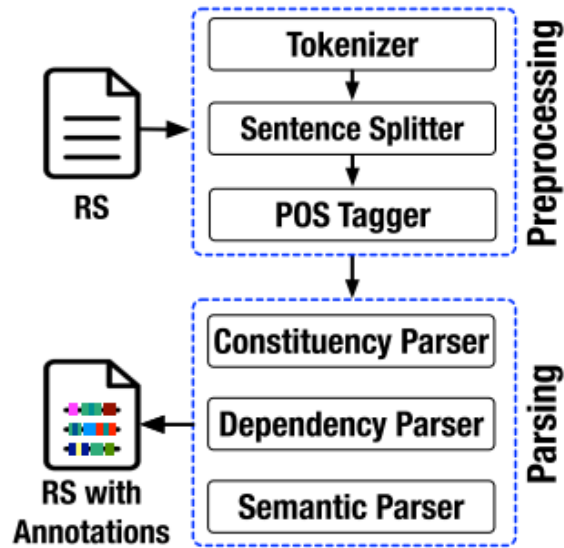 Tokenizer
Sentence Splitter
POS Tagger
Preprocessing
RS
Constituency Parser
Dependency Parser
Semantic Parser
Parsing
RS with
Annotations